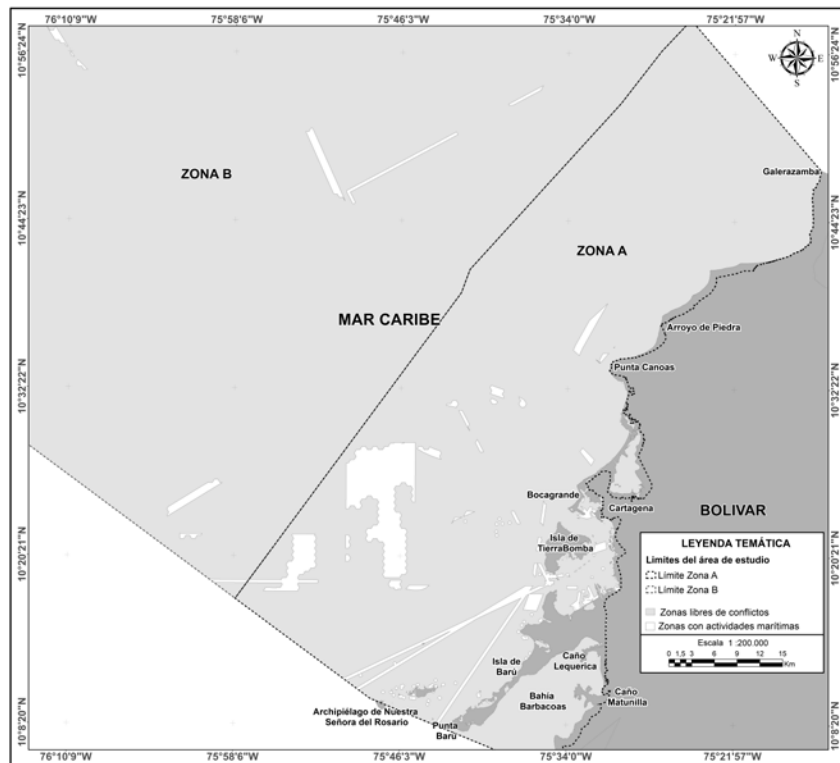 76°10'9"W 75°58'6"W 75°46'3"W 75°34'0"W 75°21'57"W
10°56'24"N 10°56'24"N
N
W E
S
ZONA B
Galerazamba
10°44'23"N 10°44'23"N
ZONA A
MAR CARIBE
Arroyo de Piedra
Punta Canoas
10°32'22"N 10°32'22"N
Bocagrande
Cartagena
BOLIVAR
Isla de
TierraBomba
10°20'21"N 10°20'21"N
LEYENDA TEMÁTICA
Limites del área de estudio
Límite Zona A
Límite Zona B
Zonas libres de conflictos
Zonas con actividades marítimas
Escala 1 :200.000
0 1,5 3 6 9 12 15
Km
Isla de
Barú
Caño
Lequerica
Bahía
Barbacoas
Caño
Matunilla
Archipiélago de Nuestra
Señora del Rosario
Punta
Barú
10°8'20"N 10°8'20"N
76°10'9"W 75°58'6"W 75°46'3"W 75°34'0"W 75°21'57"W